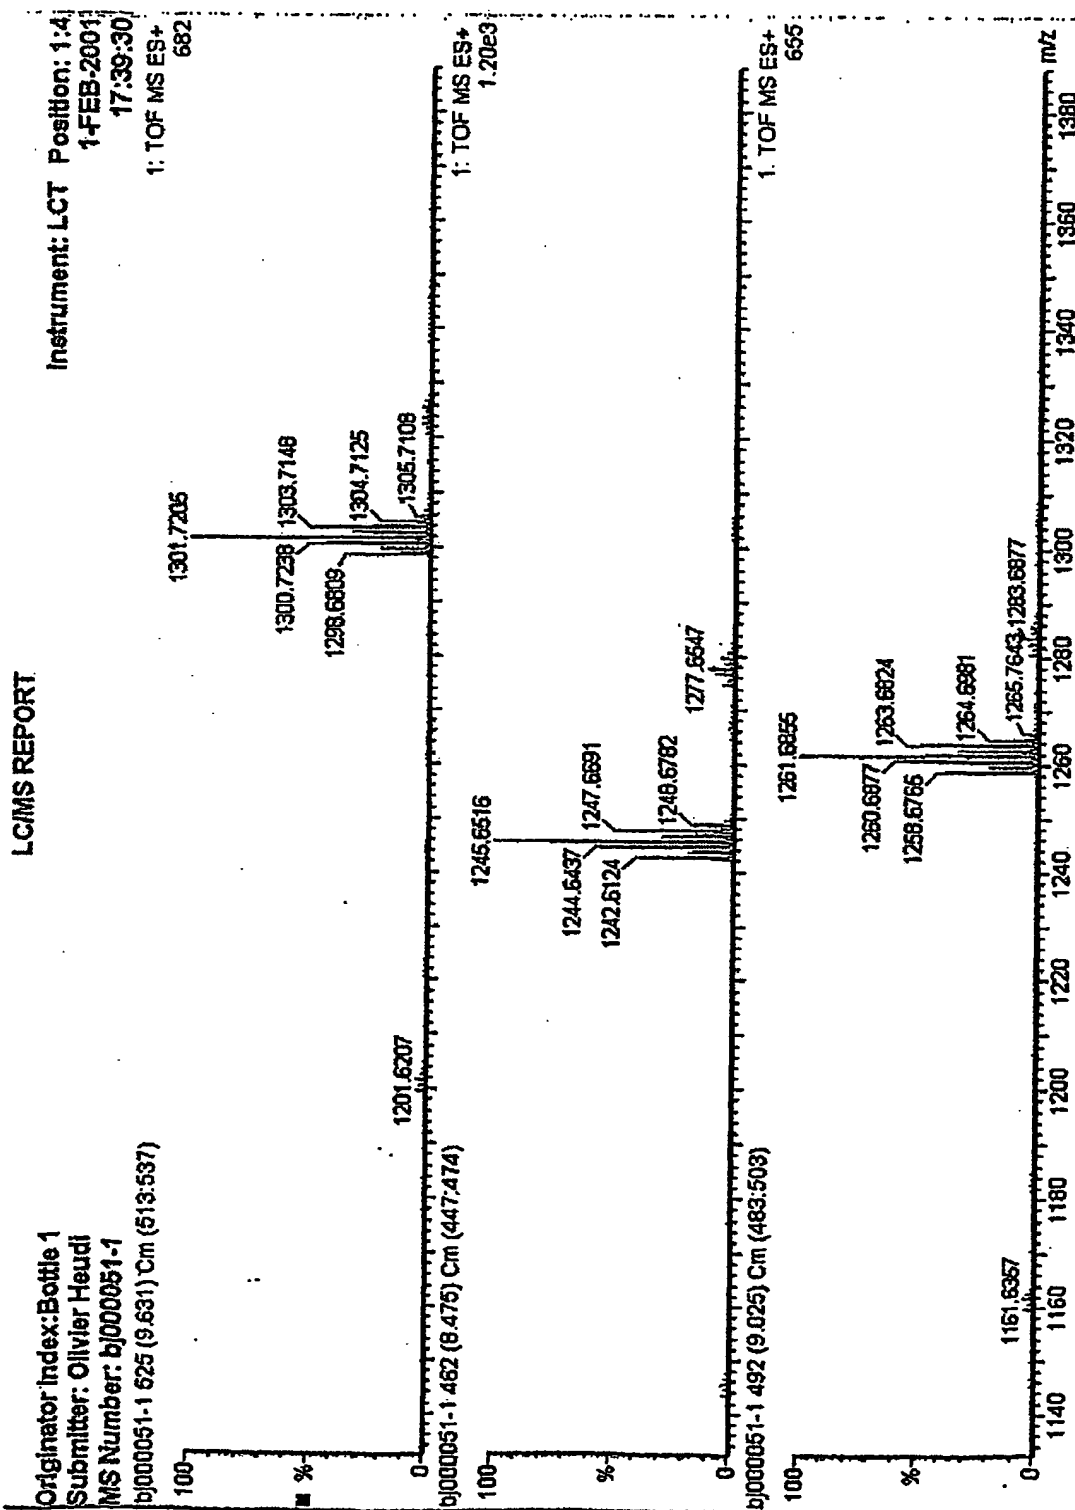 LC/MS REPORT
Originator Index:Bottle 1
Instrument: LCT Position: 1:4
Submitter: Olivier Heudi
1-FEB-2001
MS Number: bj000051-1
17:39:30
bj000051-1 525 (9.631) Cm (513:537)
1: TOF MS ES+
682
100
%
0
1201.6207
1298.6809
1300.7238
1301.7205
1303.7148
1304.7125
1305.7108
bj000051-1 462 (8.475) Cm (447:474)
1: TOF MS ES+
1.20e3
100
%
0
1242.6124
1244.6437
1245.6516
1247.6691
1248.6782
1277.6547
bj000051-1 492 (9.025) Cm (483:503)
1. TOF MS ES+
655
100
%
0
1161.6357
1258.6765
1260.6877
1261.6855
1263.6824
1264.6981
1265.7643
1283.6877
1140 1160 1180 1200 1220 1240 1260 1280 1300 1320 1340 1360 1380 m/z